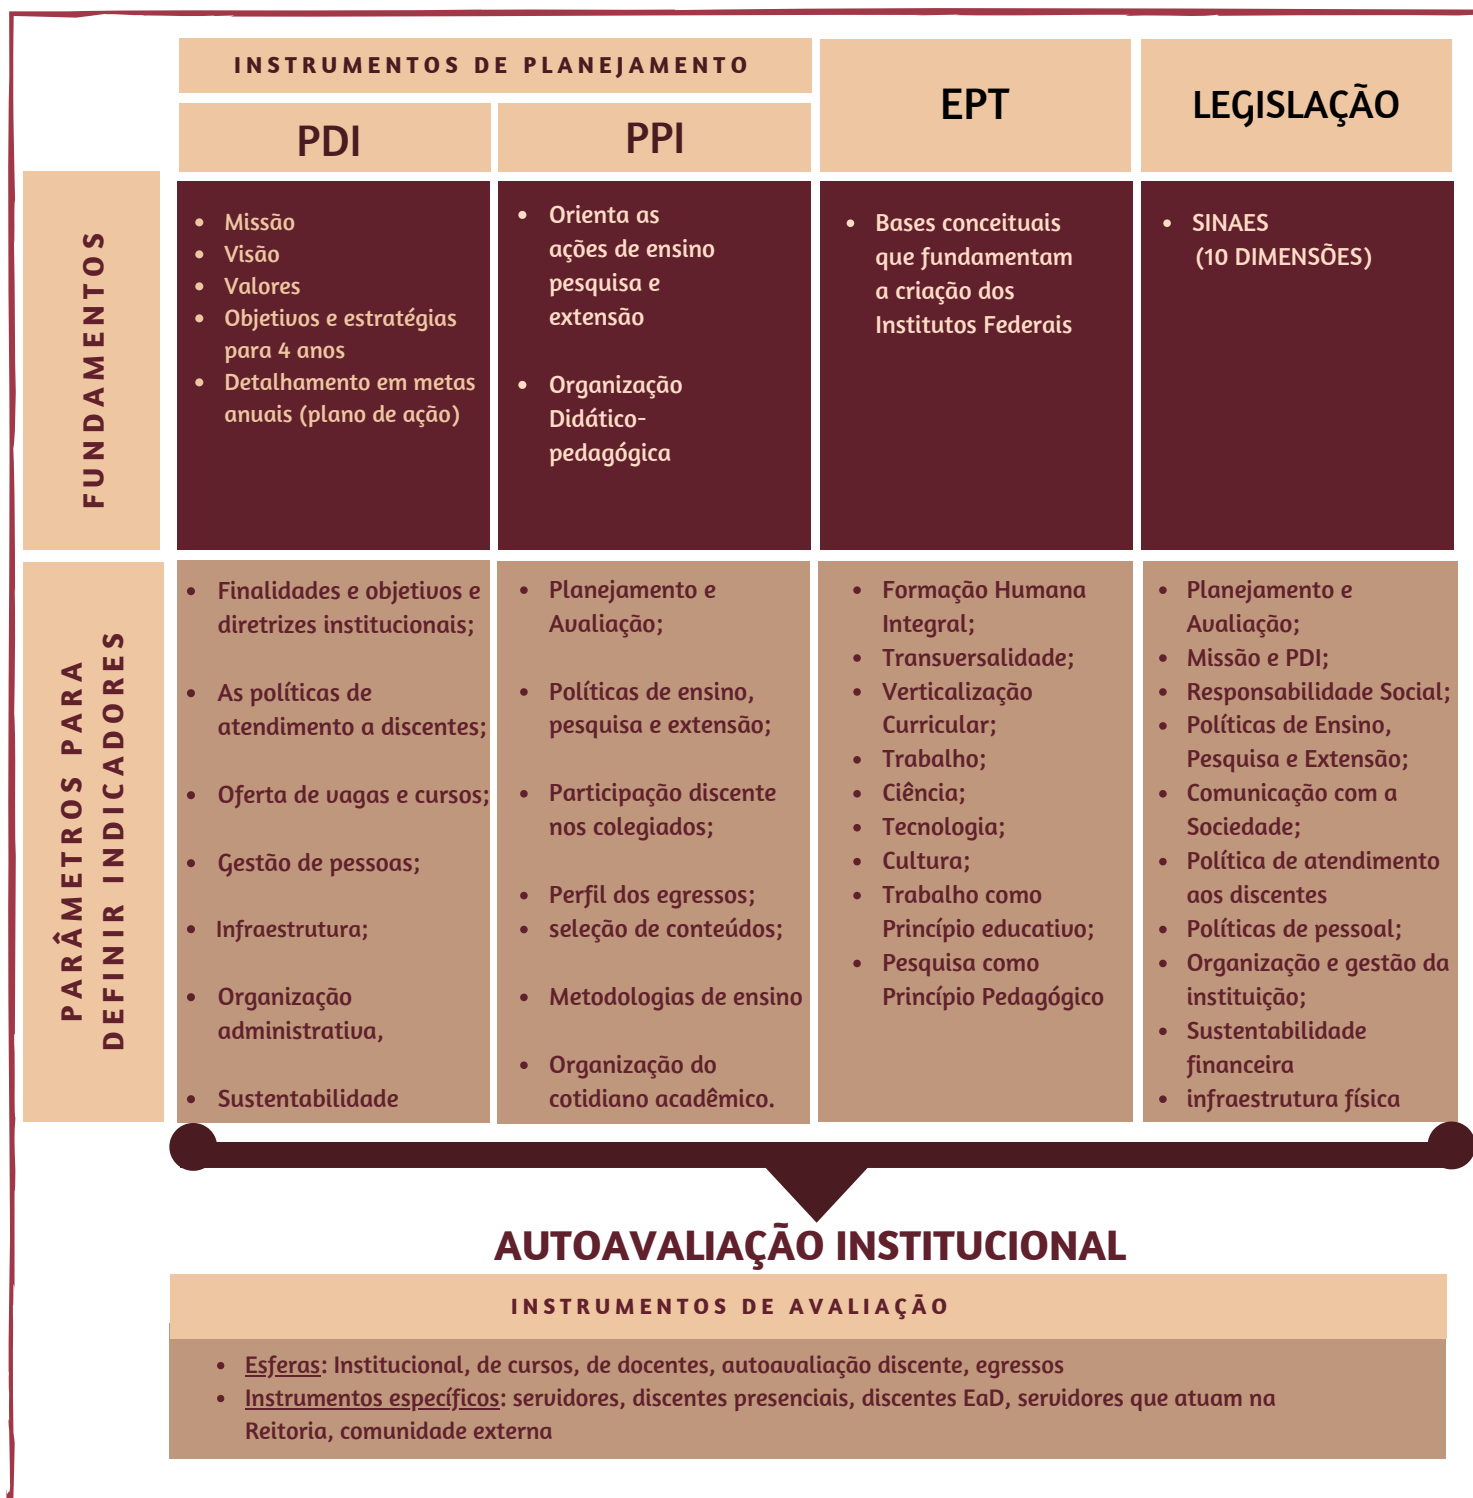 INSTRUMENTOS DE PLANEJAMENTO
PDI
PPI
EPT
LEGISLAÇÃO
FUNDAMENTOS
• Missão
• Visão
• Valores
• Objetivos e estratégias
para 4 anos
• Detalhamento em metas
anuais (plano de ação)
• Orienta as
ações de ensino
pesquisa e
extensão
• Organização
Didático-
pedagógica
• Bases conceituais
que fundamentam
a criação dos
Institutos Federais
• SINAES
(10 DIMENSÕES)
PARÂMETROS PARA
DEFINIR INDICADORES
• Finalidades e objetivos e
diretrizes institucionais;
• As políticas de
atendimento a discentes;
• Oferta de vagas e cursos;
• Gestão de pessoas;
• Infraestrutura;
• Organização
administrativa,
• Sustentabilidade
• Planejamento e
Avaliação;
• Políticas de ensino,
pesquisa e extensão;
• Participação discente
nos colegiados;
• Perfil dos egressos;
• seleção de conteúdos;
• Metodologias de ensino
• Organização do
cotidiano acadêmico.
• Formação Humana
Integral;
• Transversalidade;
• Verticalização
Curricular;
• Trabalho;
• Ciência;
• Tecnologia;
• Cultura;
• Trabalho como
Princípio educativo;
• Pesquisa como
Princípio Pedagógico
• Planejamento e
Avaliação;
• Missão e PDI;
• Responsabilidade Social;
• Políticas de Ensino,
Pesquisa e Extensão;
• Comunicação com a
Sociedade;
• Política de atendimento
aos discentes
• Políticas de pessoal;
• Organização e gestão da
instituição;
• Sustentabilidade
financeira
• infraestrutura física
AUTOAVALIAÇÃO INSTITUCIONAL
INSTRUMENTOS DE AVALIAÇÃO
• Esferas: Institucional, de cursos, de docentes, autoavaliação discente, egressos
• Instrumentos específicos: servidores, discentes presenciais, discentes EaD, servidores que atuam na
Reitoria, comunidade externa